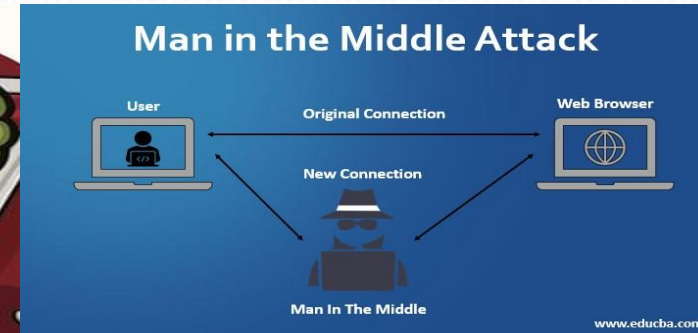 Man in the Middle Attack
User
Web Browser
Original Connection
</>
New Connection
Man In The Middle
www.educba.com